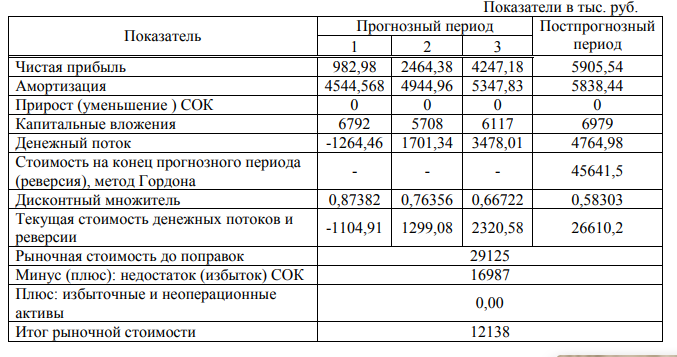 Показатели в тыс. руб.
Показатель Прогнозный период Постпрогнозный период
1 2 3
Чистая прибыль 982,98 2464,38 4247,18 5905,54
Амортизация 4544,568 4944,96 5347,83 5838,44
Прирост (уменьшение ) СОК 0 0 0 0
Капитальные вложения 6792 5708 6117 6979
Денежный поток -1264,46 1701,34 3478,01 4764,98
Стоимость на конец прогнозного периода
(реверсия), метод Гордона - - - 45641,5
Дисконтный множитель 0,87382 0,76356 0,66722 0,58303
Текущая стоимость денежных потоков и
реверсии -1104,91 1299,08 2320,58 26610,2
Рыночная стоимость до поправок 29125
Минус (плюс): недостаток (избыток) СОК 16987
Плюс: избыточные и неоперационные
активы 0,00
Итог рыночной стоимости 12138